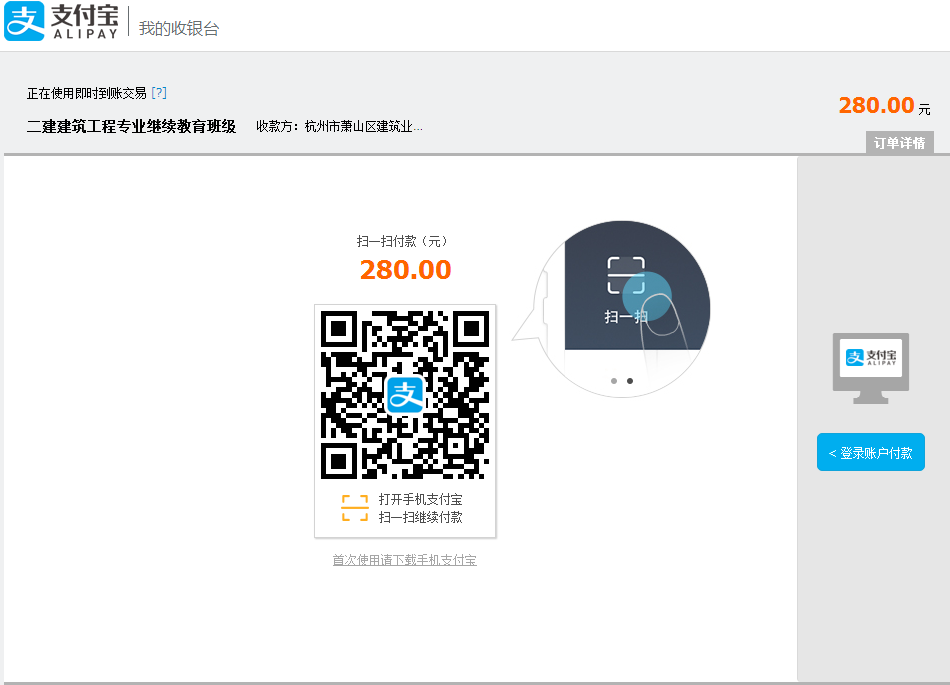 支付宝
ALIPAY
我的收银台
正在使用即时到账交易 [?]
280.00 元
二建建筑工程专业继续教育班级 收款方：杭州市萧山区建筑业...
订单详情
扫一扫付款（元）
280.00
扫一扫
支付宝
ALIPAY
支
< 登录账户付款
打开手机支付宝
扫一扫继续付款
首次使用请下载手机支付宝